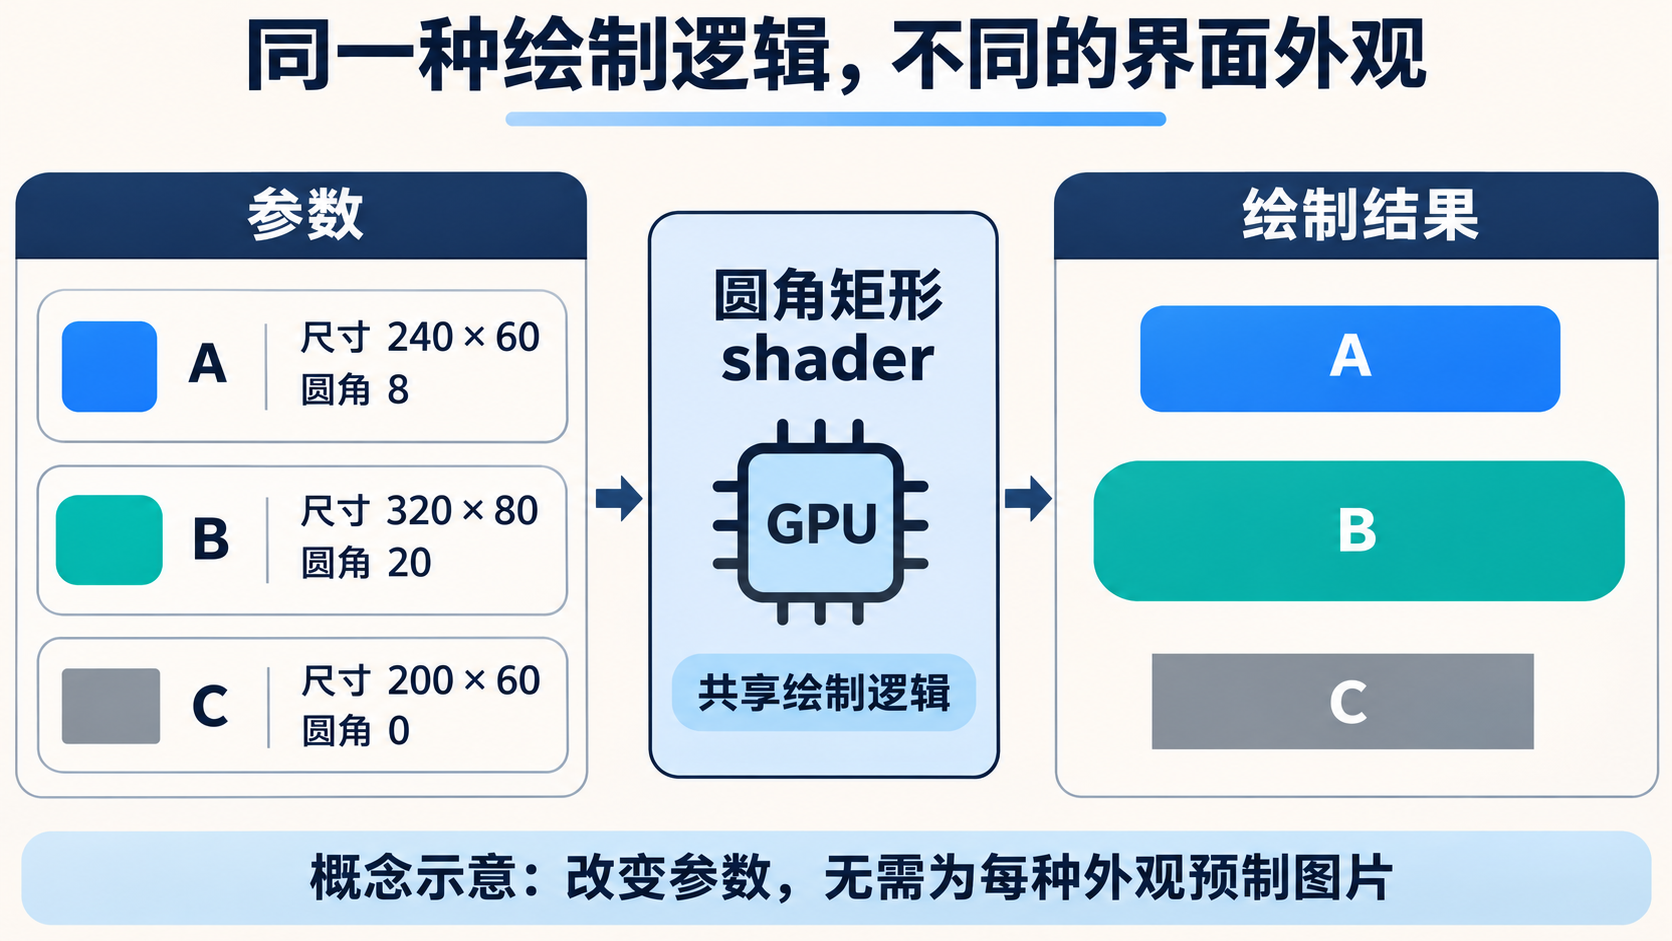 同一种绘制逻辑，不同的界面外观
参数
A
尺寸 240 × 60
圆角 8
B
尺寸 320 × 80
圆角 20
C
尺寸 200 × 60
圆角 0
圆角矩形
shader
GPU
共享绘制逻辑
绘制结果
A
B
C
概念示意：改变参数，无需为每种外观预制图片